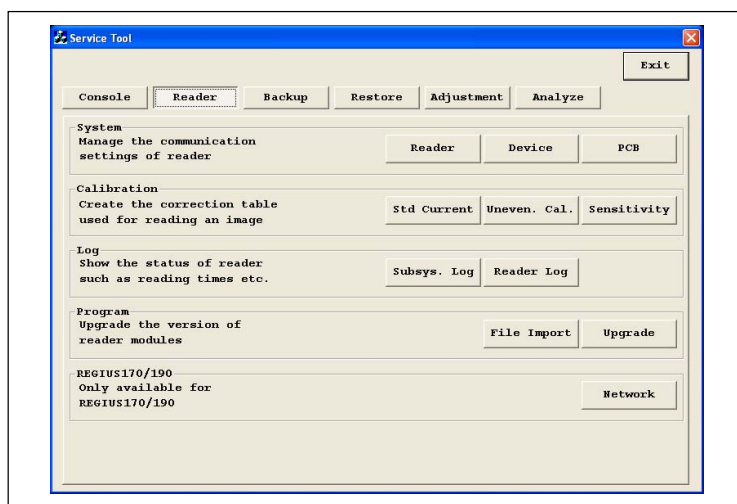 Service Tool
Exit
Console Reader Backup Restore Adjustment Analyze
System
Manage the communication
settings of reader
Reader Device PCB
Calibration
Create the correction table
used for reading an image
Std Current Uneven. Cal. Sensitivity
Log
Show the status of reader
such as reading times etc.
Subsys. Log Reader Log
Program
Upgrade the version of
reader modules
File Import Upgrade
REGIUS170/190
Only available for
REGIUS170/190
Network